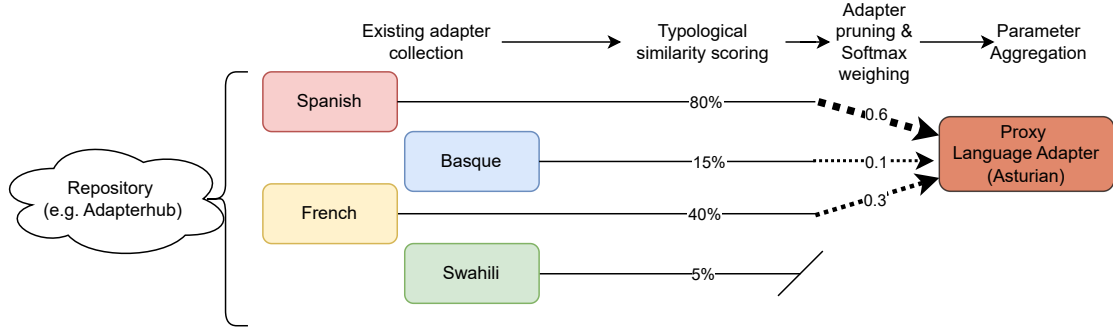 Existing adapter
collection
Typological
similarity scoring
Adapter
pruning &
Softmax
weighing
Parameter
Aggregation
Repository
(e.g. Adapterhub)
Spanish
80%
0.6
Basque
15%
0.1
French
40%
0.3
Swahili
5%
Proxy
Language Adapter
(Asturian)